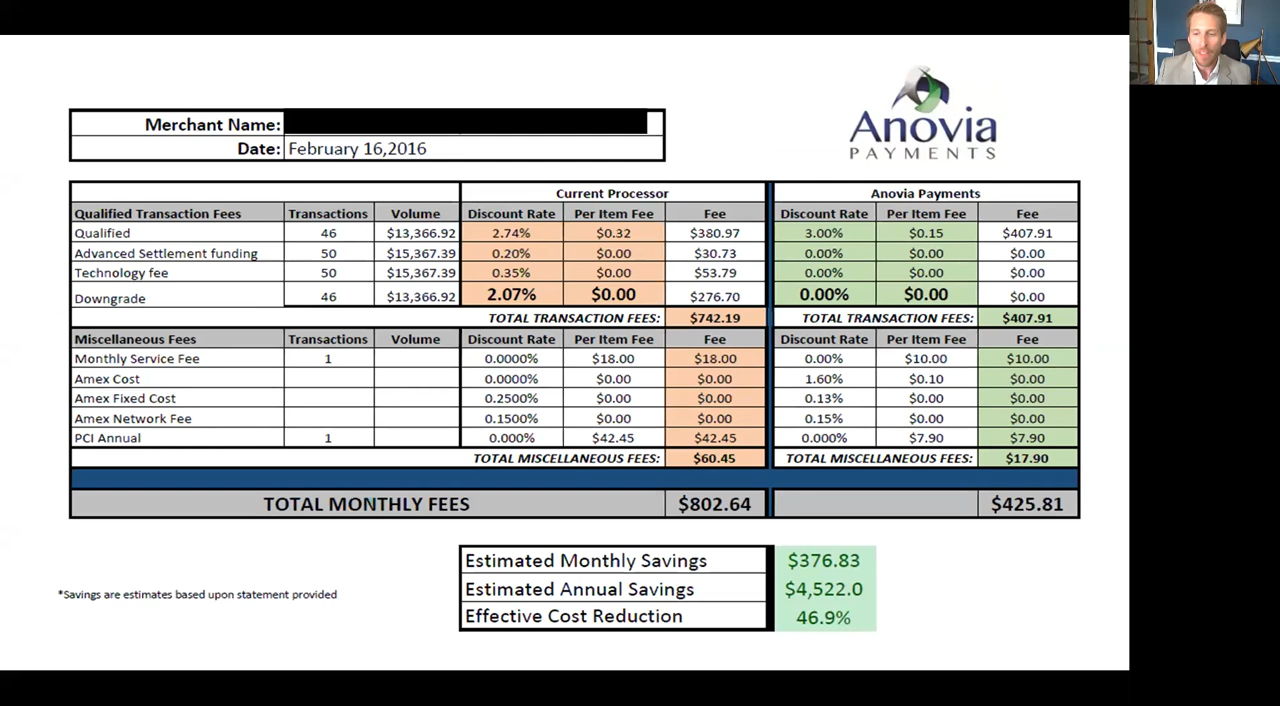 Anovia
PAYMENTS
Merchant Name:
Date: February 16,2016
Current Processor Anovia Payments
Qualified Transaction Fees Transactions Volume Discount Rate Per Item Fee Fee Discount Rate Per Item Fee Fee
Qualified 46 $13,366.92 2.74% $0.32 $380.97 3.00% $0.15 $407.91
Advanced Settlement funding 50 $15,367.39 0.20% $0.00 $30.73 0.00% $0.00 $0.00
Technology fee 50 $15,367.39 0.35% $0.00 $53.79 0.00% $0.00 $0.00
Downgrade 46 $13,366.92 2.07% $0.00 $276.70 0.00% $0.00 $0.00
TOTAL TRANSACTION FEES: $742.19 TOTAL TRANSACTION FEES: $407.91
Miscellaneous Fees Transactions Volume Discount Rate Per Item Fee Fee Discount Rate Per Item Fee Fee
Monthly Service Fee 1 0.0000% $18.00 $18.00 0.00% $10.00 $10.00
Amex Cost 0.0000% $0.00 $0.00 1.60% $0.10 $0.00
Amex Fixed Cost 0.2500% $0.00 $0.00 0.13% $0.00 $0.00
Amex Network Fee 0.1500% $0.00 $0.00 0.15% $0.00 $0.00
PCI Annual 1 0.000% $42.45 $42.45 0.000% $7.90 $7.90
TOTAL MISCELLANEOUS FEES: $60.45 TOTAL MISCELLANEOUS FEES: $17.90
TOTAL MONTHLY FEES $802.64 $425.81
Estimated Monthly Savings $376.83
Estimated Annual Savings $4,522.0
Effective Cost Reduction 46.9%
*Savings are estimates based upon statement provided